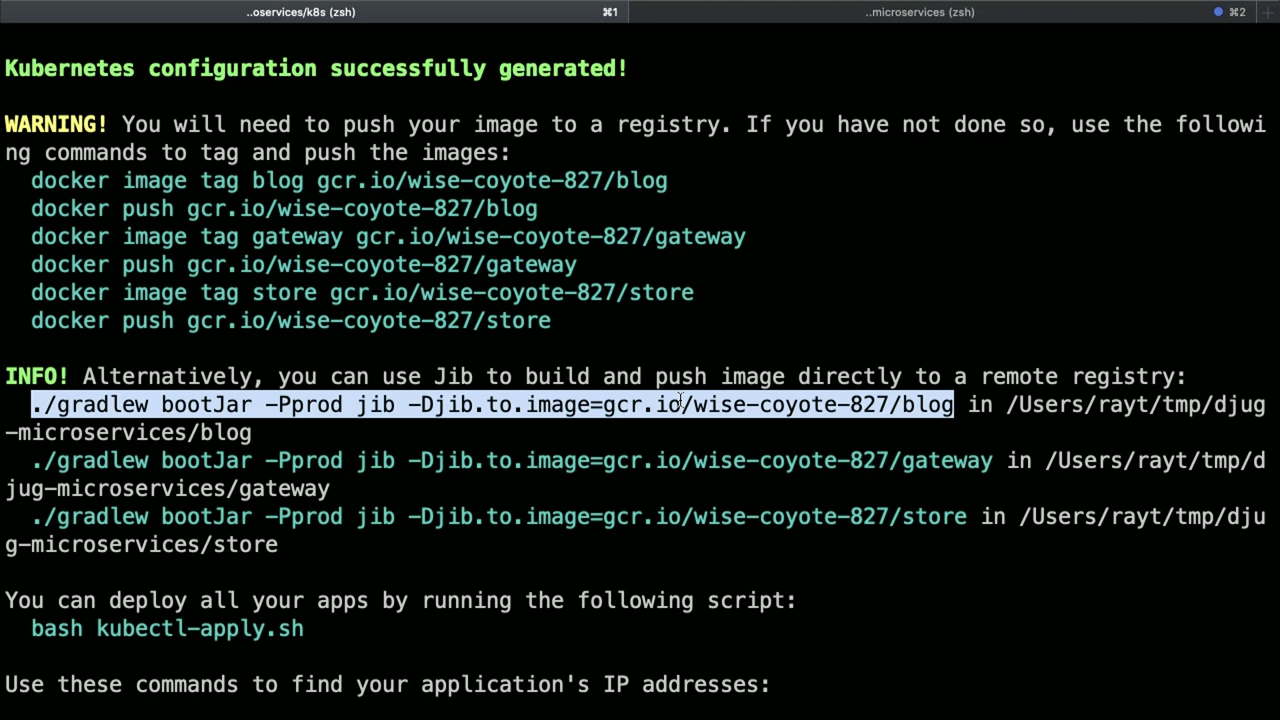 ..oservices/k8s (zsh) ⌘1 ..microservices (zsh) ⌘2
Kubernetes configuration successfully generated!
WARNING! You will need to push your image to a registry. If you have not done so, use the followi
ng commands to tag and push the images:
docker image tag blog gcr.io/wise-coyote-827/blog
docker push gcr.io/wise-coyote-827/blog
docker image tag gateway gcr.io/wise-coyote-827/gateway
docker push gcr.io/wise-coyote-827/gateway
docker image tag store gcr.io/wise-coyote-827/store
docker push gcr.io/wise-coyote-827/store
INFO! Alternatively, you can use Jib to build and push image directly to a remote registry:
./gradlew bootJar -Pprod jib -Djib.to.image=gcr.io/wise-coyote-827/blog in /Users/rayt/tmp/djug
-microservices/blog
./gradlew bootJar -Pprod jib -Djib.to.image=gcr.io/wise-coyote-827/gateway in /Users/rayt/tmp/d
jug-microservices/gateway
./gradlew bootJar -Pprod jib -Djib.to.image=gcr.io/wise-coyote-827/store in /Users/rayt/tmp/dju
g-microservices/store
You can deploy all your apps by running the following script:
bash kubectl-apply.sh
Use these commands to find your application's IP addresses: